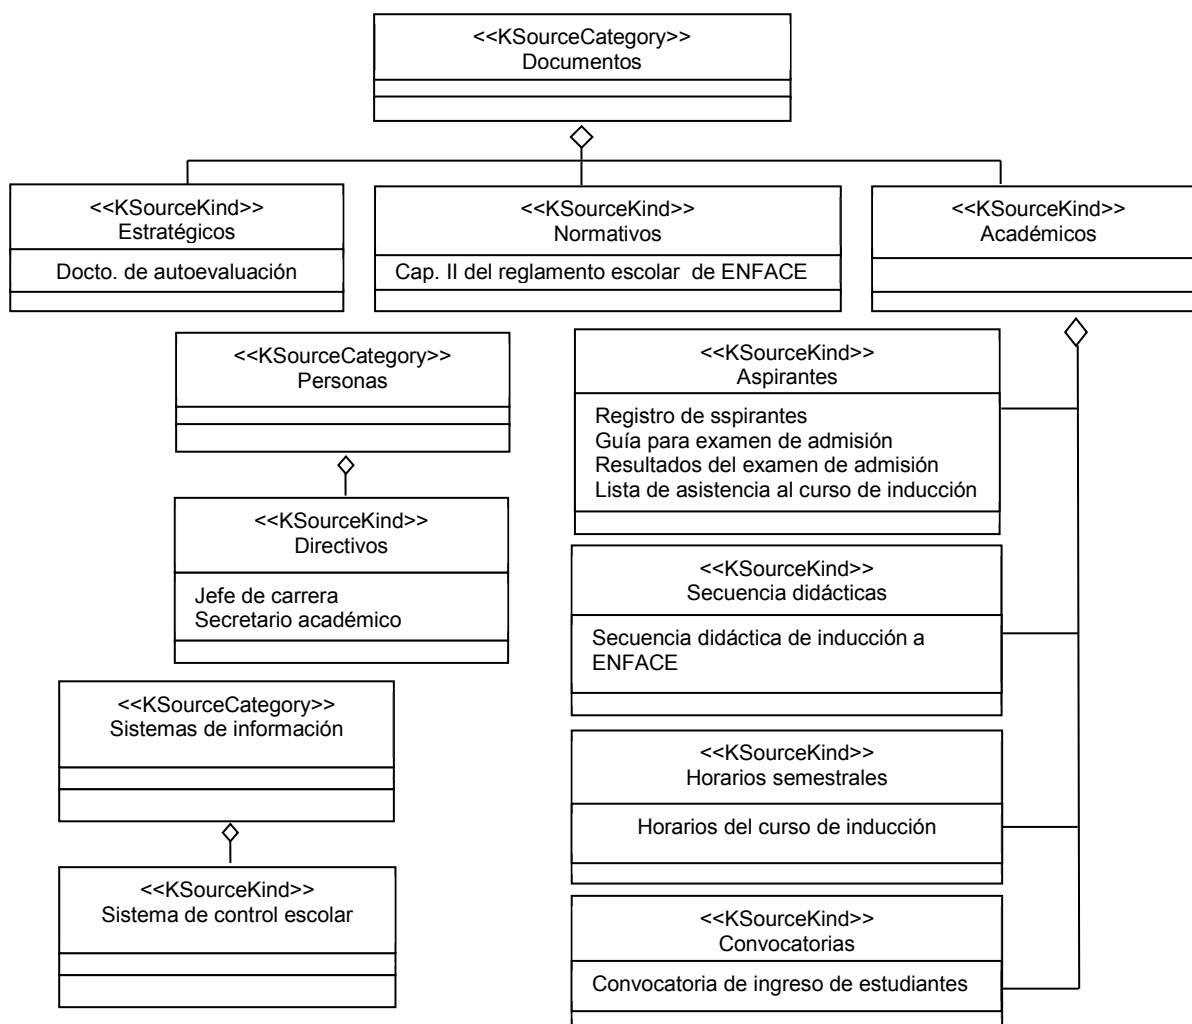 <<KSourceCategory>>
Documentos
<<KSourceKind>>
Estratégicos
Docto. de autoevaluación
<<KSourceKind>>
Normativos
Cap. II del reglamento escolar de ENFACE
<<KSourceKind>>
Académicos
<<KSourceCategory>>
Personas
<<KSourceKind>>
Directivos
Jefe de carrera
Secretario académico
<<KSourceCategory>>
Sistemas de información
<<KSourceKind>>
Sistema de control escolar
<<KSourceKind>>
Aspirantes
Registro de sspirantes
Guía para examen de admisión
Resultados del examen de admisión
Lista de asistencia al curso de inducción
<<KSourceKind>>
Secuencia didácticas
Secuencia didáctica de inducción a
ENFACE
<<KSourceKind>>
Horarios semestrales
Horarios del curso de inducción
<<KSourceKind>>
Convocatorias
Convocatoria de ingreso de estudiantes